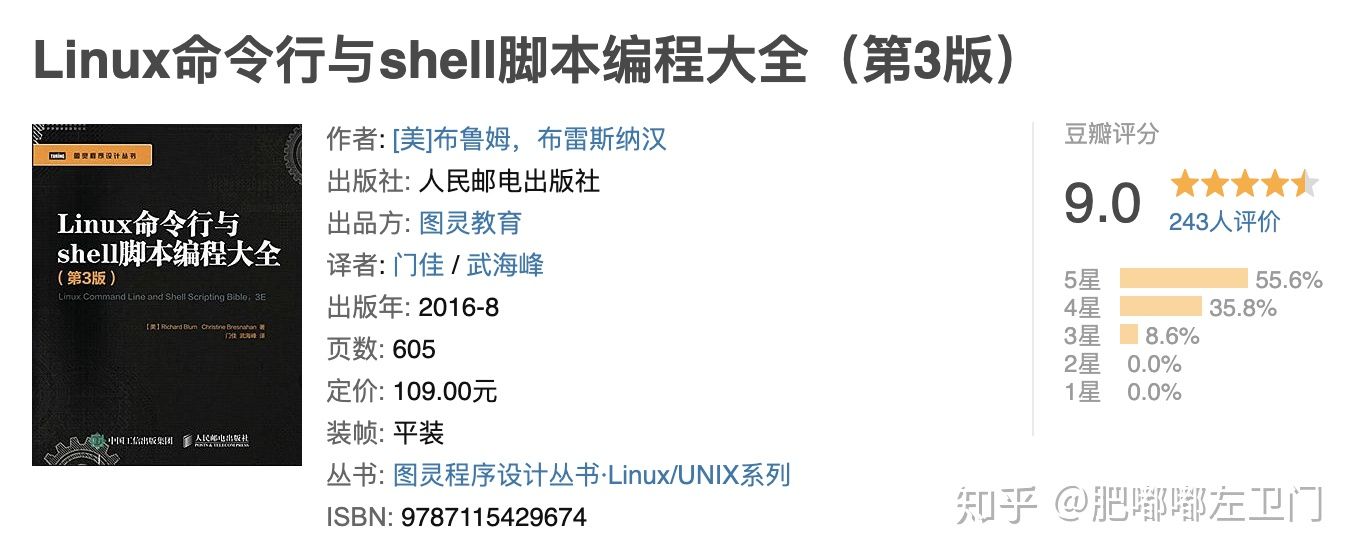 Linux命令行与shell脚本编程大全（第3版）
TURING 图灵程序设计丛书
Linux命令行与
shell脚本编程大全
（第3版）
Linux Command Line and Shell Scripting Bible, 3E
【美】Richard Blum Christine Bresnahan 著
门佳 武海峰 译
中国工信出版集团
人民邮电出版社
POSTS & TELECOM PRESS
作者: [美]布鲁姆，布雷斯纳汉
出版社: 人民邮电出版社
出品方: 图灵教育
译者: 门佳 / 武海峰
出版年: 2016-8
页数: 605
定价: 109.00元
装帧: 平装
丛书: 图灵程序设计丛书·Linux/UNIX系列
ISBN: 9787115429674
豆瓣评分
9.0
243人评价
5星 55.6%
4星 35.8%
3星 8.6%
2星 0.0%
1星 0.0%
知乎 @肥嘟嘟左卫门